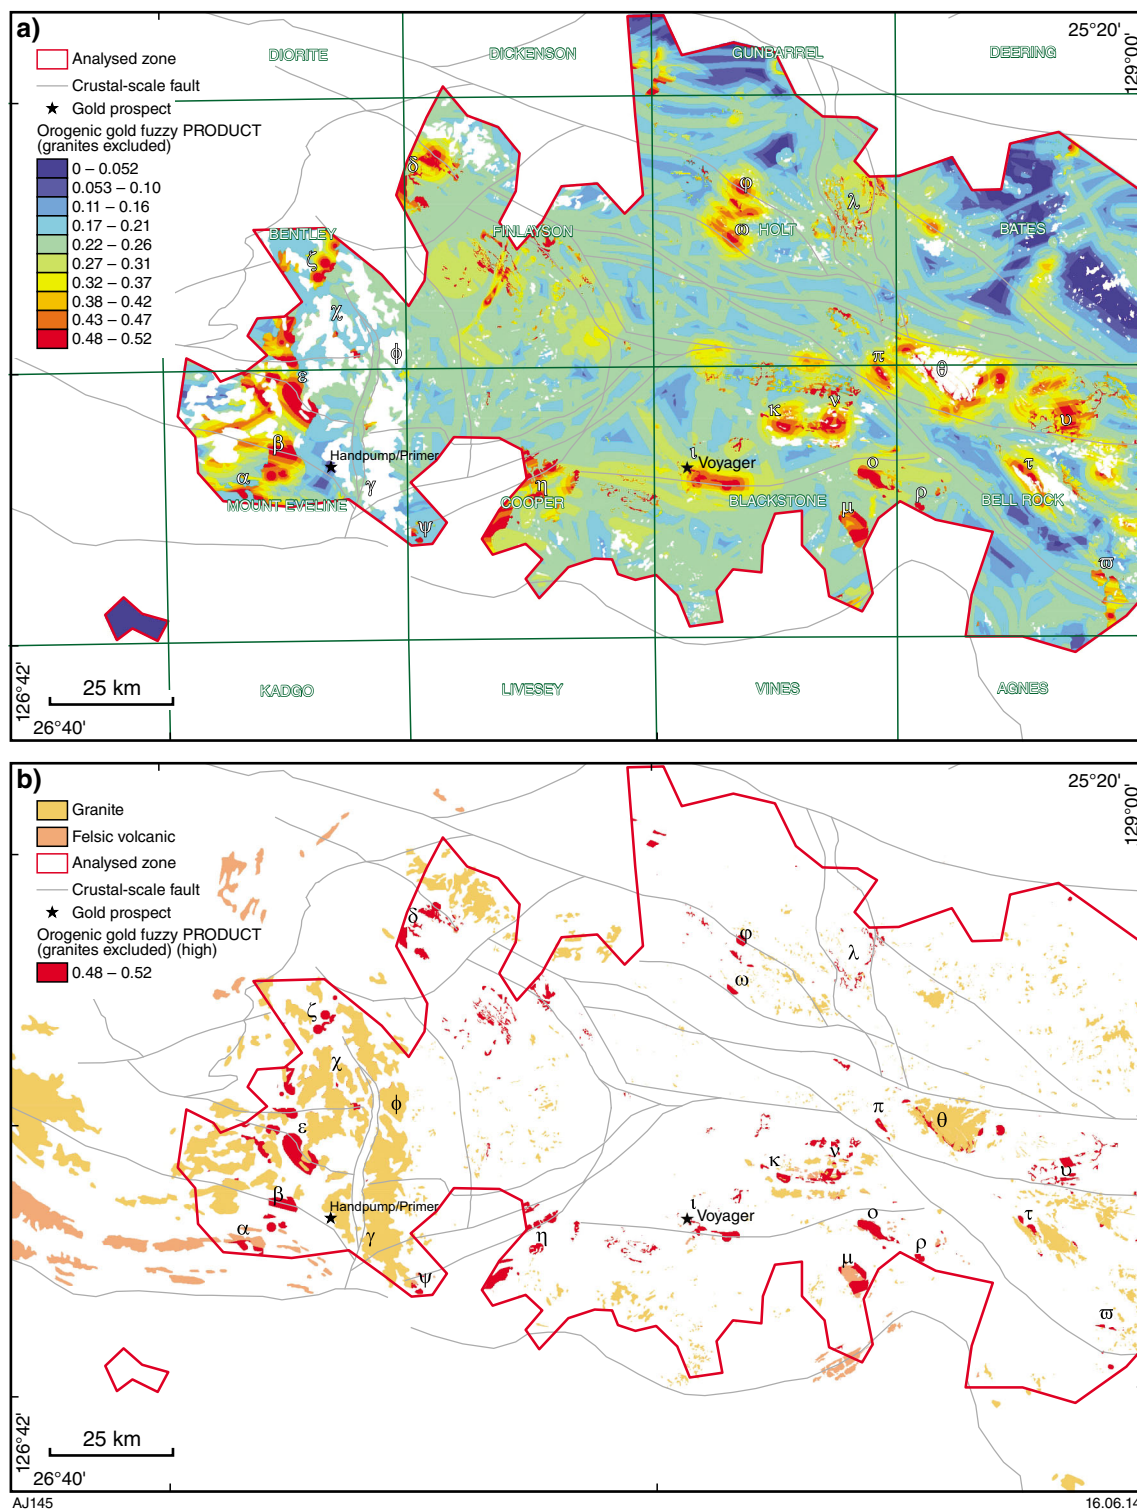 a)
DIORITE
DICKENSON
GUNBARREL
DEERING
25°20'
129°00'
Analysed zone
Crustal-scale fault
Gold prospect
Orogenic gold fuzzy PRODUCT
(granites excluded)
0 – 0.052
0.053 – 0.10
0.11 – 0.16
0.17 – 0.21
0.22 – 0.26
0.27 – 0.31
0.32 – 0.37
0.38 – 0.42
0.43 – 0.47
0.48 – 0.52
δ
φ
λ
BENTLEY
FINLAYSON
ω
HOLT
BATES
ζ
χ
ϕ
π
θ
ε
κ
ν
υ
β
Handpump/Primer
ι
Voyager
ο
τ
α
γ
η
ρ
MOUNT EVELINE
COOPER
BLACKSTONE
BELL ROCK
μ
ψ
ϖ
KADGO
LIVESEY
VINES
AGNES
25 km
126°42'
26°40'
b)
25°20'
129°00'
Granite
Felsic volcanic
Analysed zone
Crustal-scale fault
Gold prospect
Orogenic gold fuzzy PRODUCT
(granites excluded) (high)
0.48 – 0.52
δ
φ
λ
ω
ζ
χ
ϕ
π
θ
ε
κ
ν
υ
β
Handpump/Primer
ι
Voyager
ο
τ
α
γ
η
ρ
μ
ψ
ϖ
25 km
126°42'
26°40'
AJ145
16.06.14